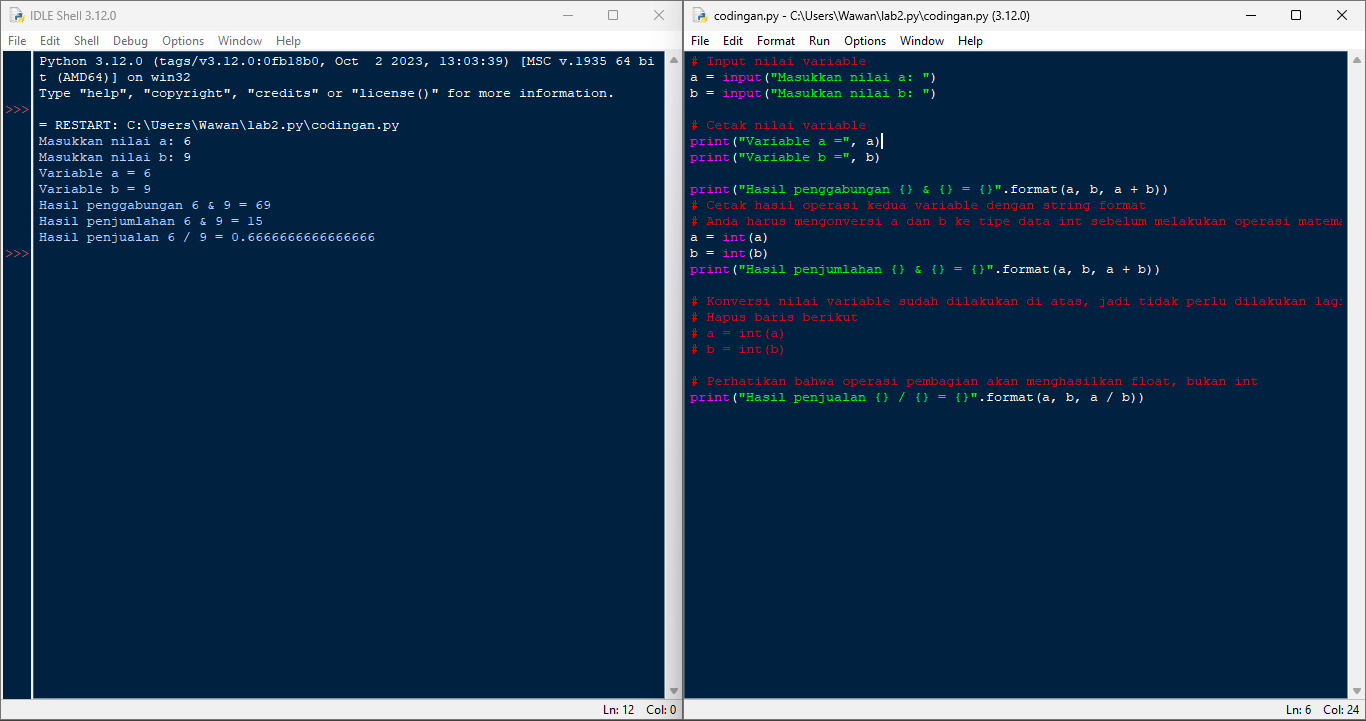 IDLE Shell 3.12.0
File Edit Shell Debug Options Window Help
Python 3.12.0 (tags/v3.12.0:0fb18b0, Oct  2 2023, 13:03:39) [MSC v.1935 64 bi
t (AMD64)] on win32
Type "help", "copyright", "credits" or "license()" for more information.
>>>
= RESTART: C:\Users\Wawan\lab2.py\codingan.py
Masukkan nilai a: 6
Masukkan nilai b: 9
Variable a = 6
Variable b = 9
Hasil penggabungan 6 & 9 = 69
Hasil penjumlahan 6 & 9 = 15
Hasil penjualan 6 / 9 = 0.6666666666666666
>>>
Ln: 12 Col: 0
codingan.py - C:\Users\Wawan\lab2.py\codingan.py (3.12.0)
File Edit Format Run Options Window Help
# Input nilai variable
a = input("Masukkan nilai a: ")
b = input("Masukkan nilai b: ")
# Cetak nilai variable
print("Variable a =", a)
print("Variable b =", b)
print("Hasil penggabungan {} & {} = {}".format(a, b, a + b))
# Cetak hasil operasi kedua variable dengan string format
# Anda harus mengonversi a dan b ke tipe data int sebelum melakukan operasi matema
a = int(a)
b = int(b)
print("Hasil penjumlahan {} & {} = {}".format(a, b, a + b))
# Konversi nilai variable sudah dilakukan di atas, jadi tidak perlu dilakukan lagi
# Hapus baris berikut
# a = int(a)
# b = int(b)
# Perhatikan bahwa operasi pembagian akan menghasilkan float, bukan int
print("Hasil penjualan {} / {} = {}".format(a, b, a / b))
Ln: 6 Col: 24